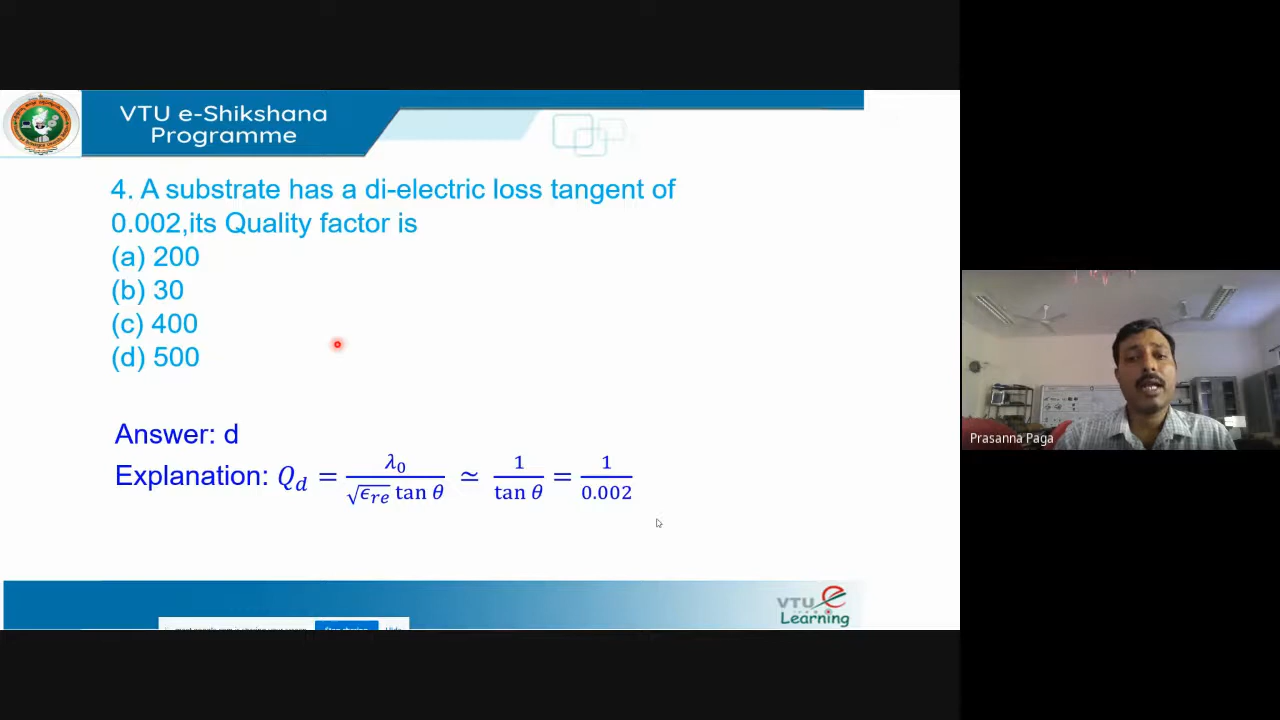 VTU e-Shikshana
Programme
4. A substrate has a di-electric loss tangent of
0.002,its Quality factor is
(a) 200
(b) 30
(c) 400
(d) 500
Answer: d
Explanation: Q_d = λ_0 / (√ϵ_re tan θ) ≃ 1 / tan θ = 1 / 0.002
Prasanna Paga
VTU e
Learning